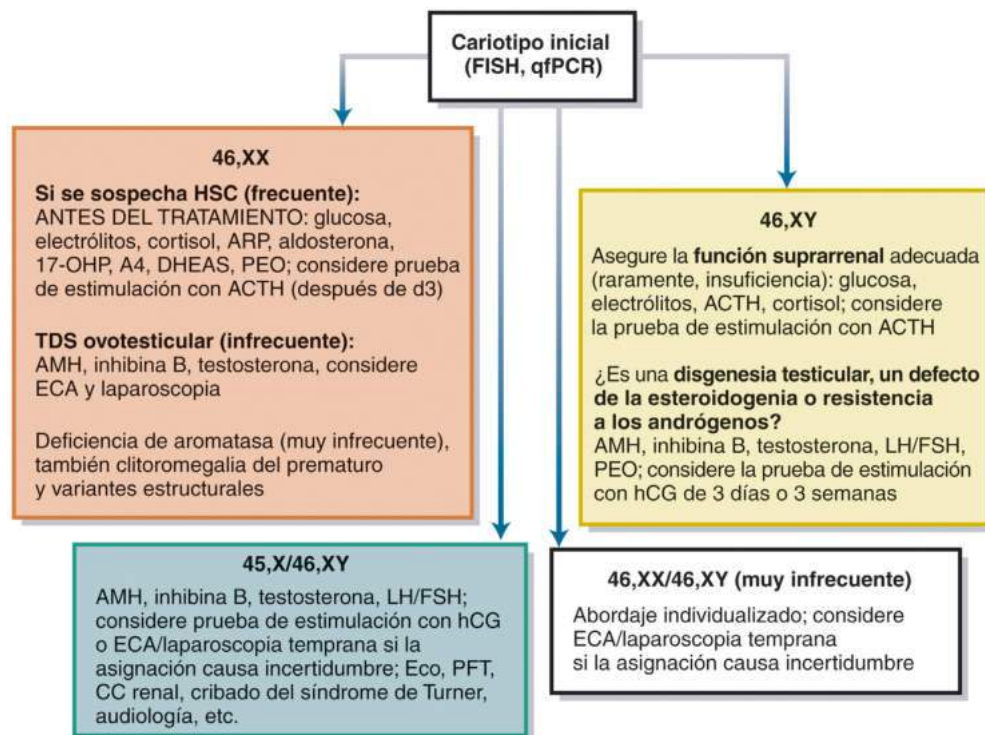 Cariotipo inicial
(FISH, qfPCR)
46,XX
Si se sospecha HSC (frecuente):
ANTES DEL TRATAMIENTO: glucosa,
electrólitos, cortisol, ARP, aldosterona,
17-OHP, A4, DHEAS, PEO; considere prueba
de estimulación con ACTH (después de d3)
TDS ovotesticular (infrecuente):
AMH, inhibina B, testosterona, considere
ECA y laparoscopia
Deficiencia de aromatasa (muy infrecuente),
también clitoromegalia del prematuro
y variantes estructurales
46,XY
Asegure la función suprarrenal adecuada
(raramente, insuficiencia): glucosa,
electrólitos, ACTH, cortisol; considere
la prueba de estimulación con ACTH
¿Es una disgenesia testicular, un defecto
de la esteroidogenia o resistencia
a los andrógenos?
AMH, inhibina B, testosterona, LH/FSH,
PEO; considere la prueba de estimulación
con hCG de 3 días o 3 semanas
45,X/46,XY
AMH, inhibina B, testosterona, LH/FSH;
considere prueba de estimulación con hCG
o ECA/laparoscopia temprana si la
asignación causa incertidumbre; Eco, PFT,
CC renal, cribado del síndrome de Turner,
audiología, etc.
46,XX/46,XY (muy infrecuente)
Abordaje individualizado; considere
ECA/laparoscopia temprana
si la asignación causa incertidumbre